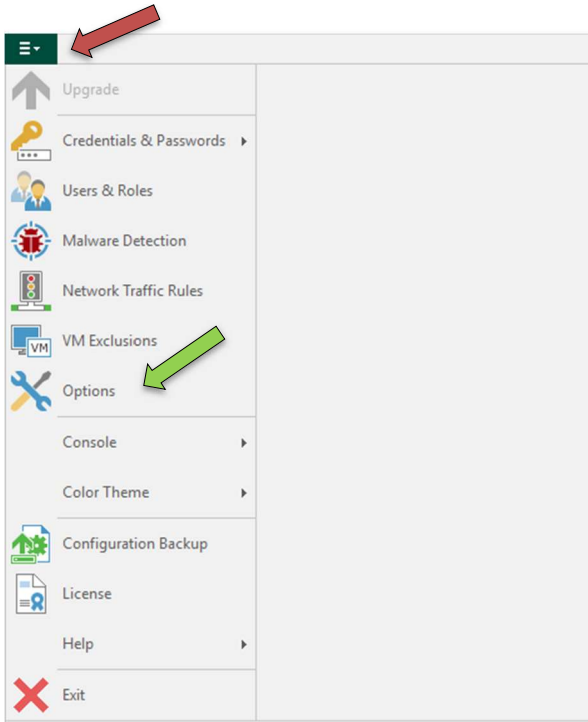 Upgrade
Credentials & Passwords
Users & Roles
Malware Detection
Network Traffic Rules
VM
VM Exclusions
Options
Console
Color Theme
Configuration Backup
License
Help
Exit